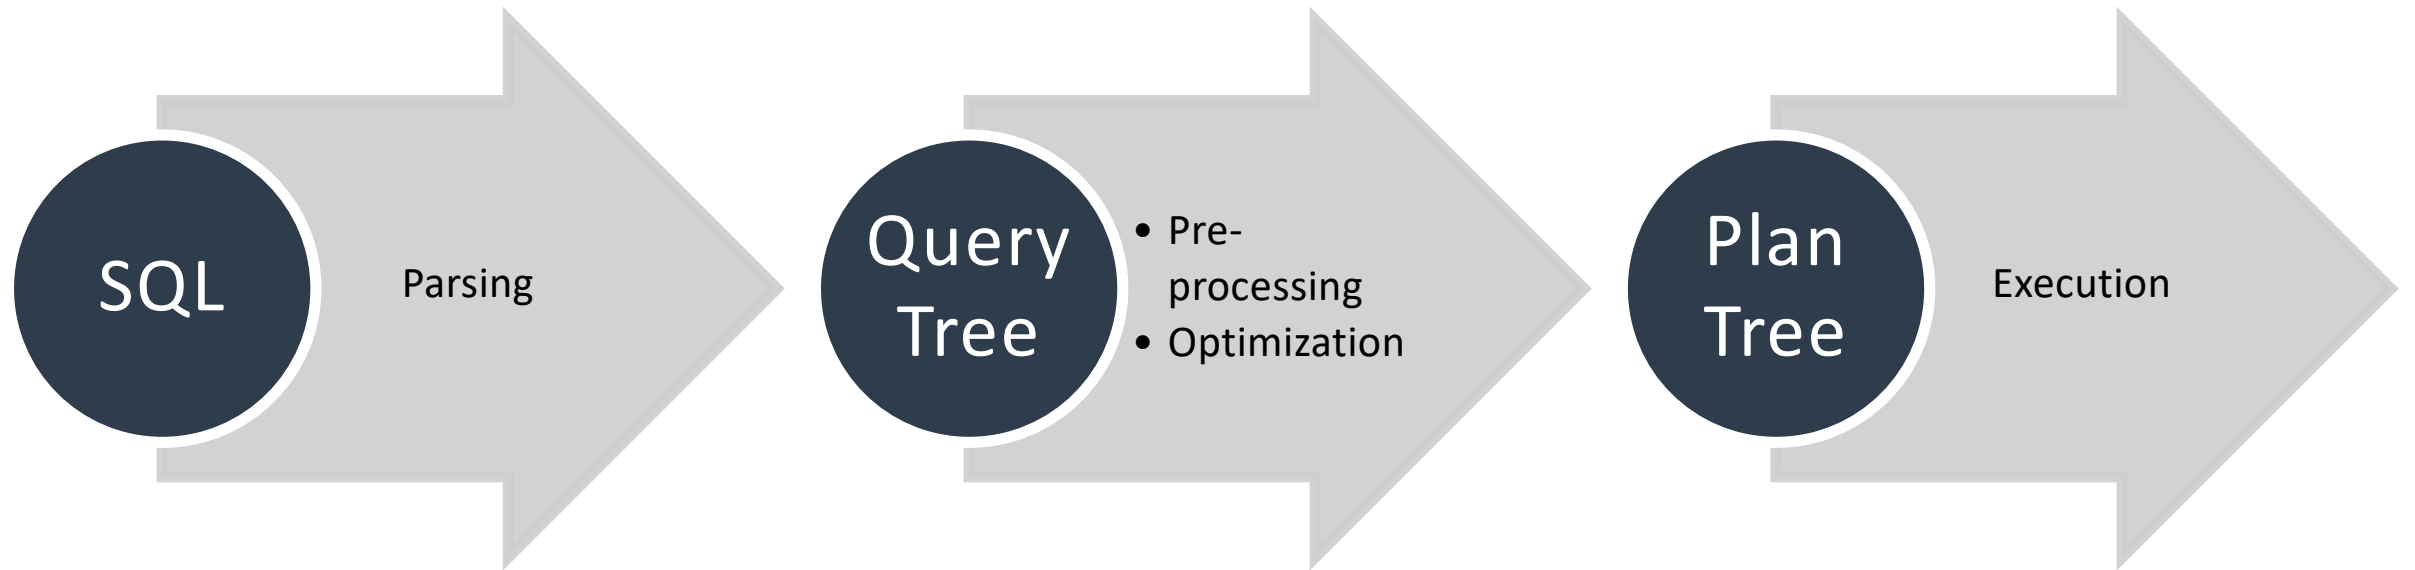 SQL
Parsing
Query
Tree
• Pre-
processing
• Optimization
Plan
Tree
Execution